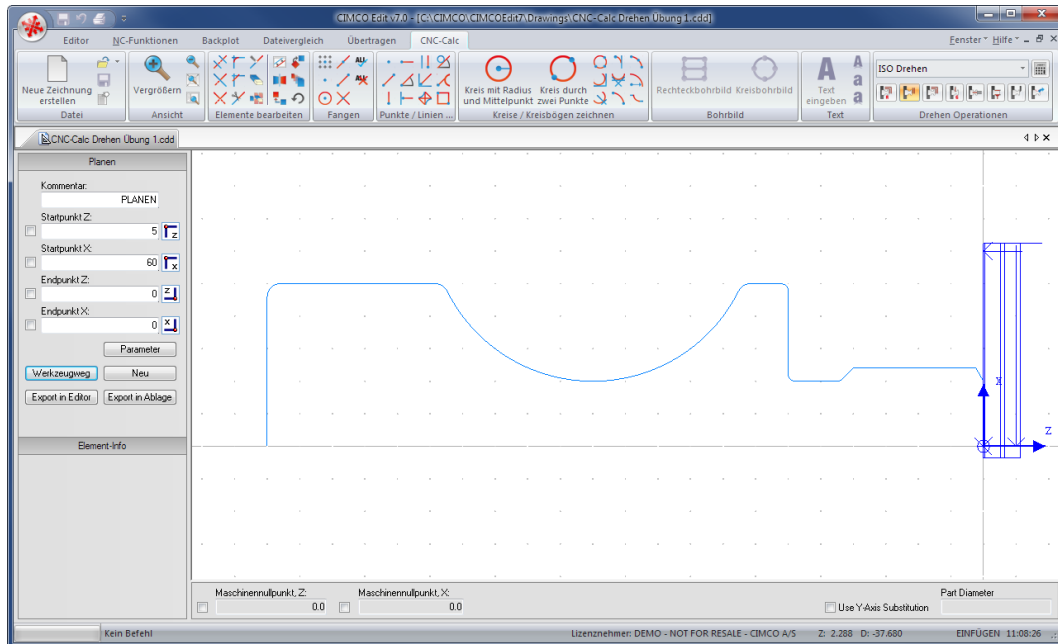 CIMCO Edit v7.0 - [C:\CIMCO\CIMCOEdit7\Drawings\CNC-Calc Drehen Übung 1.cdd]
Editor NC-Funktionen Backplot Dateivergleich Übertragen CNC-Calc Fenster Hilfe
Neue Zeichnung erstellen
Vergrößern
Kreis mit Radius und Mittelpunkt
Kreis durch zwei Punkte
Rechteckbohrbild Kreisbohrbild
Text eingeben
ISO Drehen
Datei Ansicht Elemente bearbeiten Fangen Punkte / Linien ... Kreise / Kreisbögen zeichnen Bohrbild Text Drehen Operationen
CNC-Calc Drehen Übung 1.cdd
Planen
Kommentar:
PLANEN
Startpunkt Z:
5
Startpunkt X:
60
Endpunkt Z:
0
Endpunkt X:
0
Parameter
Werkzeugweg Neu
Export in Editor Export in Ablage
Element-Info
X
Z
Maschinennullpunkt, Z: Maschinennullpunkt, X: Part Diameter
0.0 0.0 Use Y-Axis Substitution
Kein Befehl Lizenznehmer: DEMO - NOT FOR RESALE - CIMCO A/S Z: 2.288 D: -37.680 EINFÜGEN 11:08:26